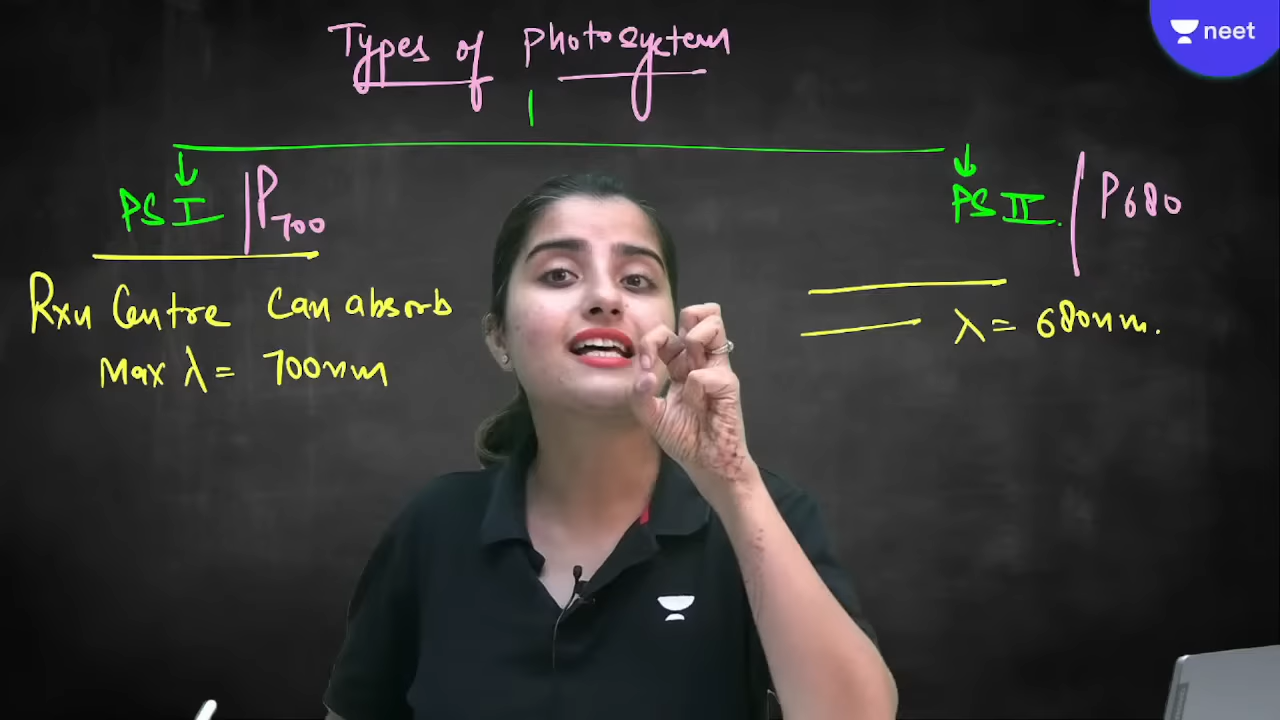 Types of photosystem
neet
PS I | P700
PS II. | P680
Rxn Centre Can absorb
Max λ = 700nm
λ = 680nm.